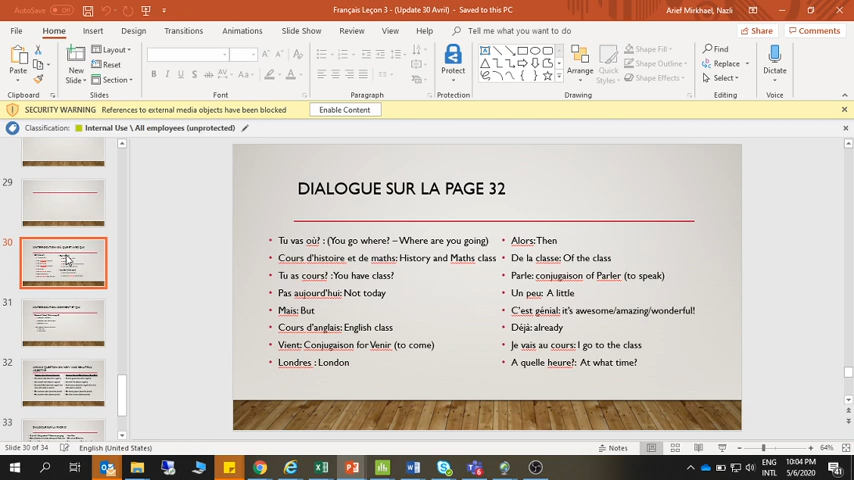 AutoSave Off
Français Leçon 3 - (Update 30 Avril) - Saved to this PC
Arief Mirkhael, Nazli
File Home Insert Design Transitions Animations Slide Show Review View Help Tell me what you want to do
Share Comments
Paste
New
Slide
Layout
Reset
Section
Protect
Arrange
Shape Fill
Shape Outline
Shape Effects
Find
Replace
Select
Dictate
Clipboard Slides Font Paragraph Protection Drawing Editing Voice
SECURITY WARNING References to external media objects have been blocked Enable Content
Classification: Internal Use \ All employees (unprotected)
29
30
31
32
33
DIALOGUE SUR LA PAGE 32
• Tu vas où? : (You go where? – Where are you going)
• Cours d'histoire et de maths: History and Maths class
• Tu as cours? :You have class?
• Pas aujourd'hui: Not today
• Mais: But
• Cours d'anglais: English class
• Vient: Conjugaison for Venir (to come)
• Londres : London
• Alors: Then
• De la classe: Of the class
• Parle: conjugaison of Parler (to speak)
• Un peu: A little
• C'est génial: it's awesome/amazing/wonderful!
• Déjà: already
• Je vais au cours: I go to the class
• A quelle heure?: At what time?
Slide 30 of 34 English (United States)
Notes
64%
ENG
INTL
10:04 PM
5/6/2020
41